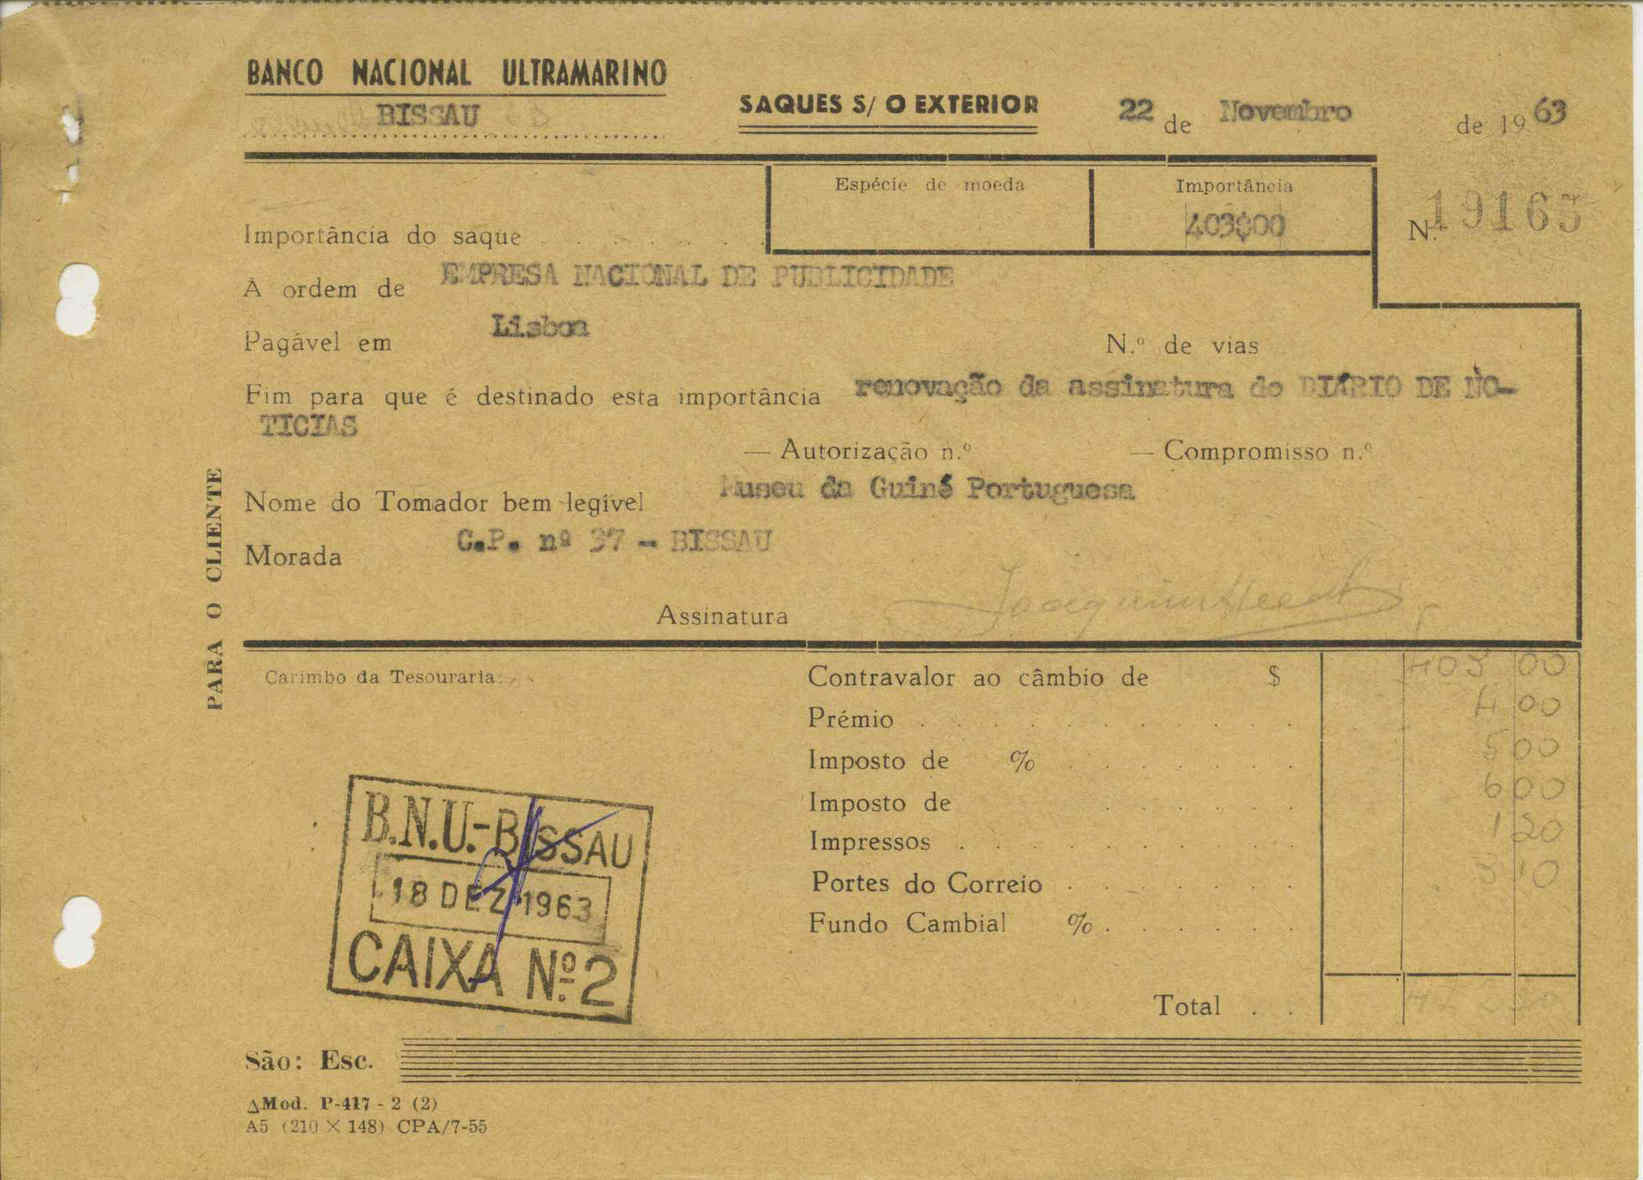 BANCO NACIONAL ULTRAMARINO
BISSAU
SAQUES S/ O EXTERIOR
22 de Novembro de 1963
Espécie de moeda
Importância
403$00
N.º 19163
Importância do saque
À ordem de EMPRESA NACIONAL DE PUBLICIDADE
Pagável em Lisboa
N.º de vias
Fim para que é destinado esta importância renovação da assinatura do DIÁRIO DE NO-
TICIAS
— Autorização n.º — Compromisso n.º
Nome do Tomador bem legível Museu da Guiné Portuguesa
Morada C.P. nº 37 - BISSAU
Assinatura
PARA O CLIENTE
Carimbo da Tesouraria:
Contravalor ao câmbio de $ 403 00
Prémio 4 00
Imposto de % 5 00
Imposto de 6 00
Impressos 1 20
Portes do Correio 3 10
Fundo Cambial %
Total
B.N.U.-BISSAU
18 DEZ 1963
CAIXA Nº 2
São: Esc.
△Mod. P-417 - 2 (2)
A5 (210 × 148) CPA/7-55